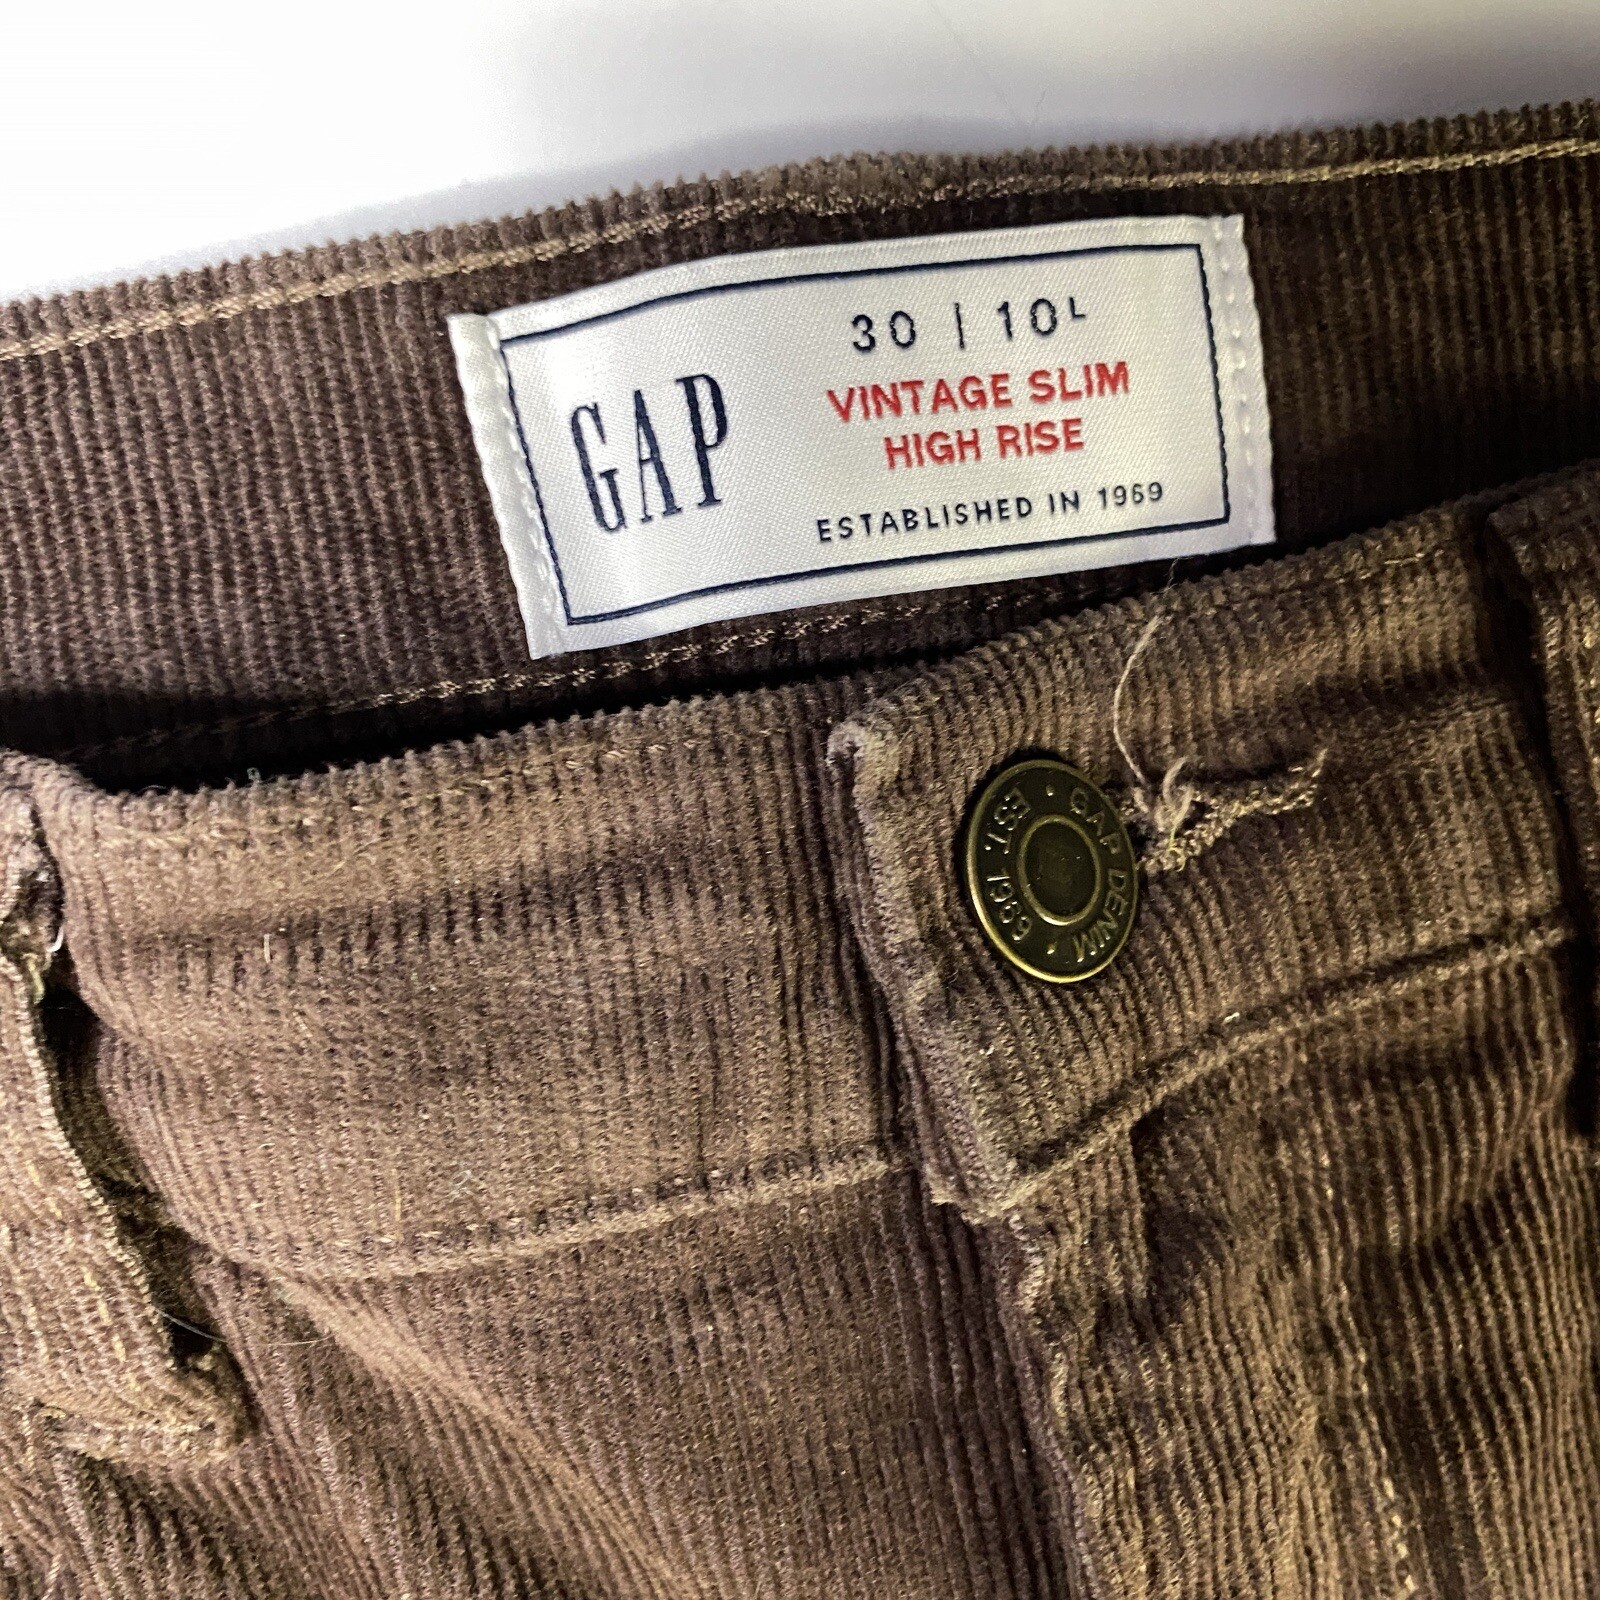 GAP
30 | 10L
VINTAGE SLIM
HIGH RISE
ESTABLISHED IN 1969
GAP DENIM
EST. 1969